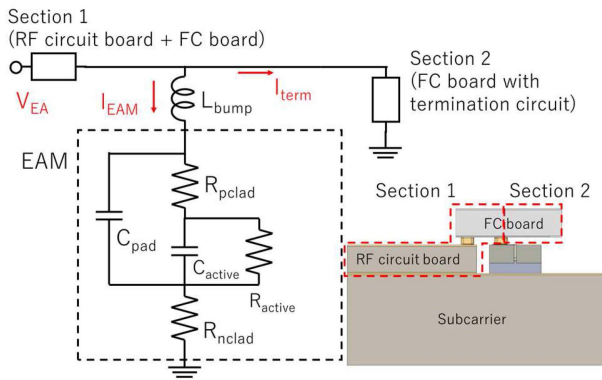 Section 1
(RF circuit board + FC board)
V_EA
I_EAM
L_bump
I_term
Section 2
(FC board with
termination circuit)
EAM
R_pclad
C_pad
C_active
R_active
R_nclad
Section 1
Section 2
FC board
RF circuit board
Subcarrier